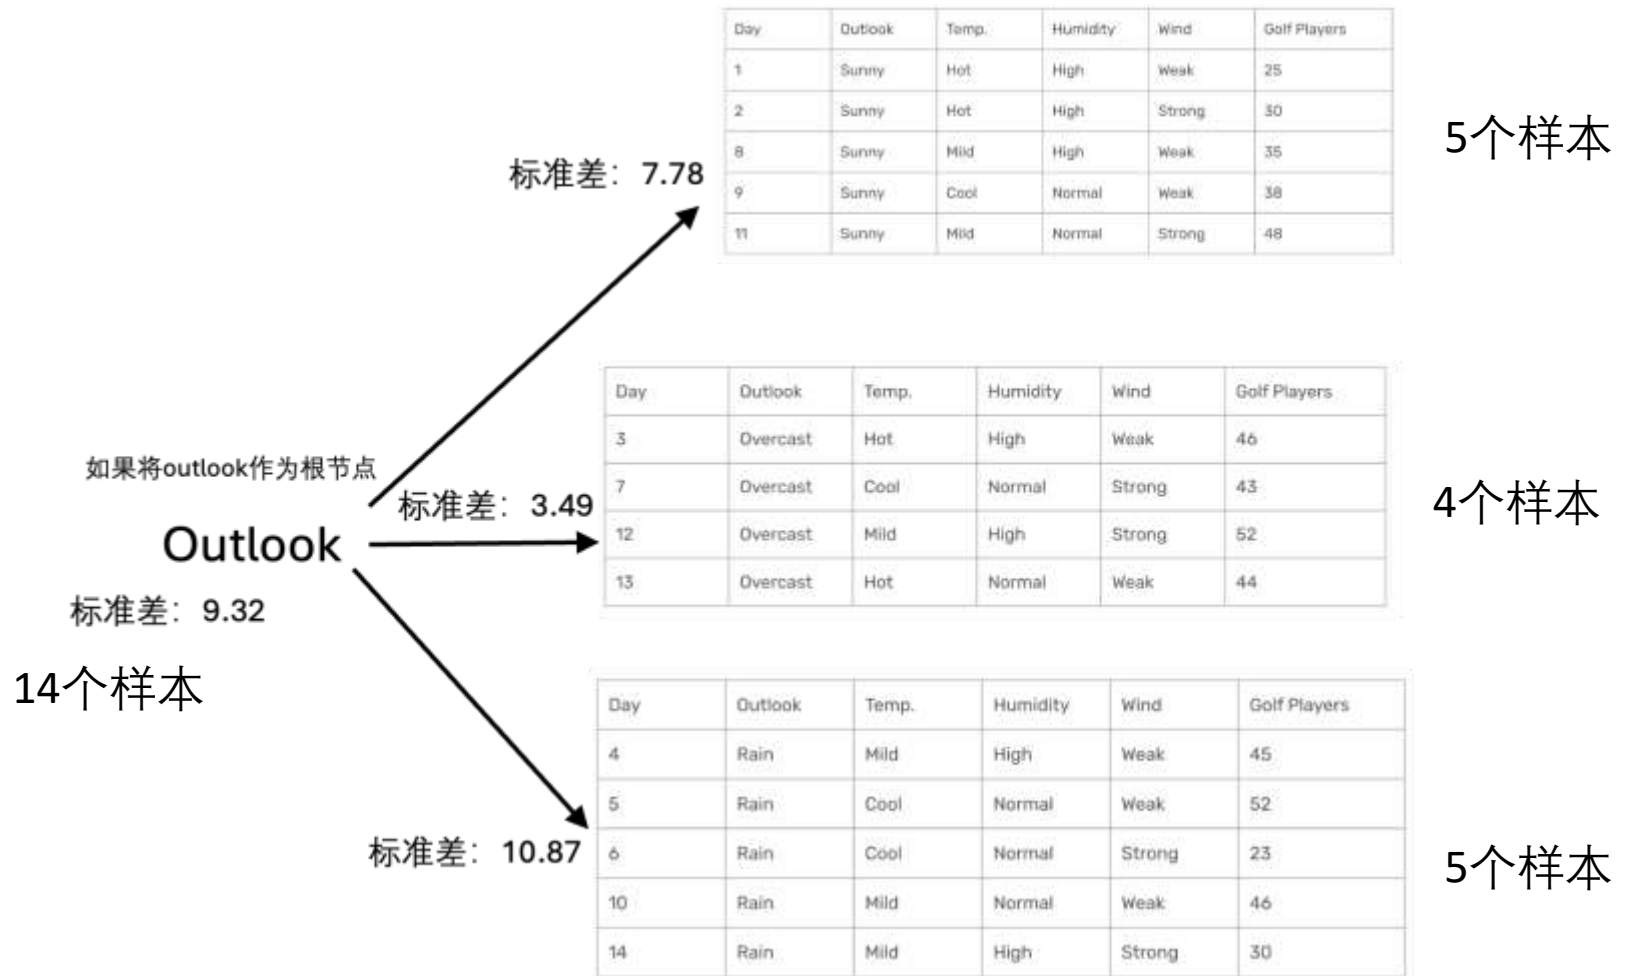 Day Outlook Temp. Humidity Wind Golf Players
1 Sunny Hot High Weak 25
2 Sunny Hot High Strong 30
8 Sunny Mild High Weak 35
9 Sunny Cool Normal Weak 38
11 Sunny Mild Normal Strong 48
5个样本
标准差：7.78
Day Outlook Temp. Humidity Wind Golf Players
3 Overcast Hot High Weak 46
7 Overcast Cool Normal Strong 43
12 Overcast Mild High Strong 52
13 Overcast Hot Normal Weak 44
4个样本
如果将outlook作为根节点
标准差：3.49
Outlook
标准差：9.32
14个样本
Day Outlook Temp. Humidity Wind Golf Players
4 Rain Mild High Weak 45
5 Rain Cool Normal Weak 52
6 Rain Cool Normal Strong 23
10 Rain Mild Normal Weak 46
14 Rain Mild High Strong 30
标准差：10.87
5个样本